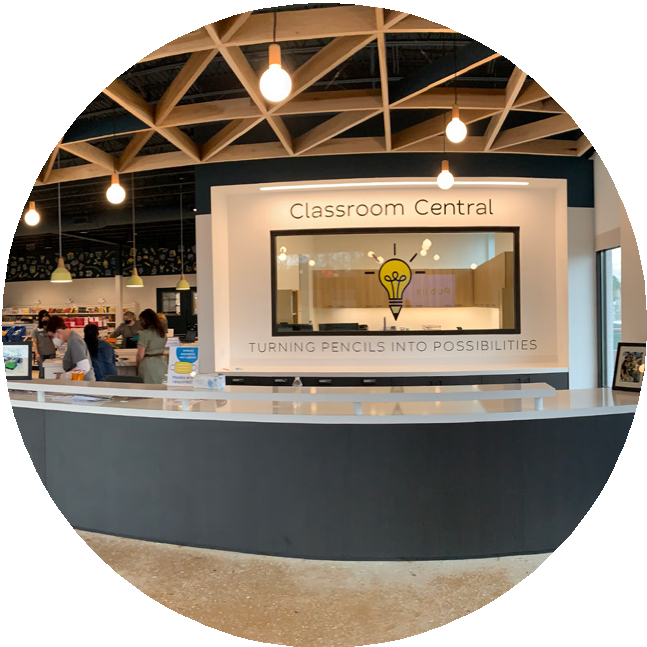 Classroom Central
TURNING PENCILS INTO POSSIBILITIES